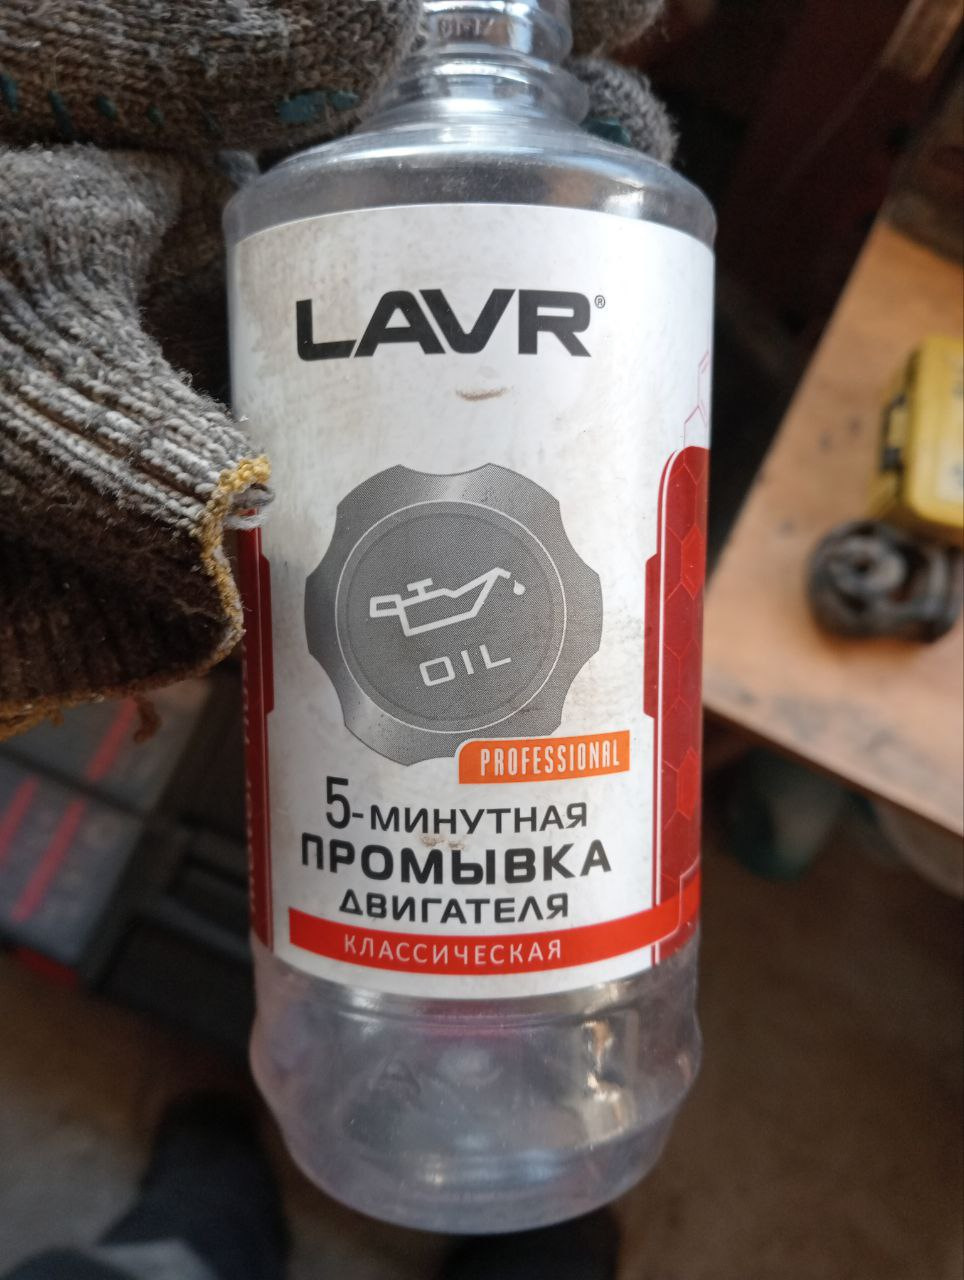 LAVR®
OIL
PROFESSIONAL
5-МИНУТНАЯ
ПРОМЫВКА
ДВИГАТЕЛЯ
КЛАССИЧЕСКАЯ